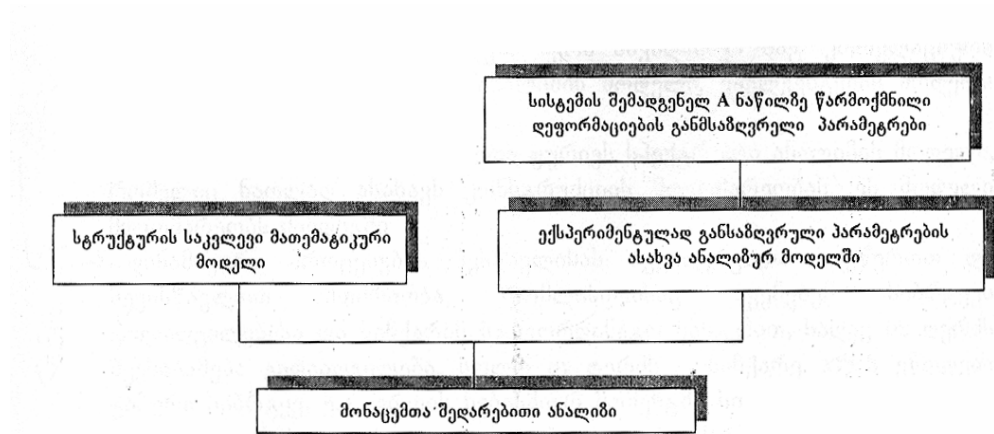 სისტემის შემადგენელ A ნაწილზე წარმოქმნილი
დეფორმაციების განმსაზღვრელი პარამეტრები
სტრუქტურის საკვლევი მათემატიკური
მოდელი
ექსპერიმენტულად განსაზღვრული პარამეტრების
ასახვა ანალიზურ მოდელში
მონაცემთა შედარებითი ანალიზი